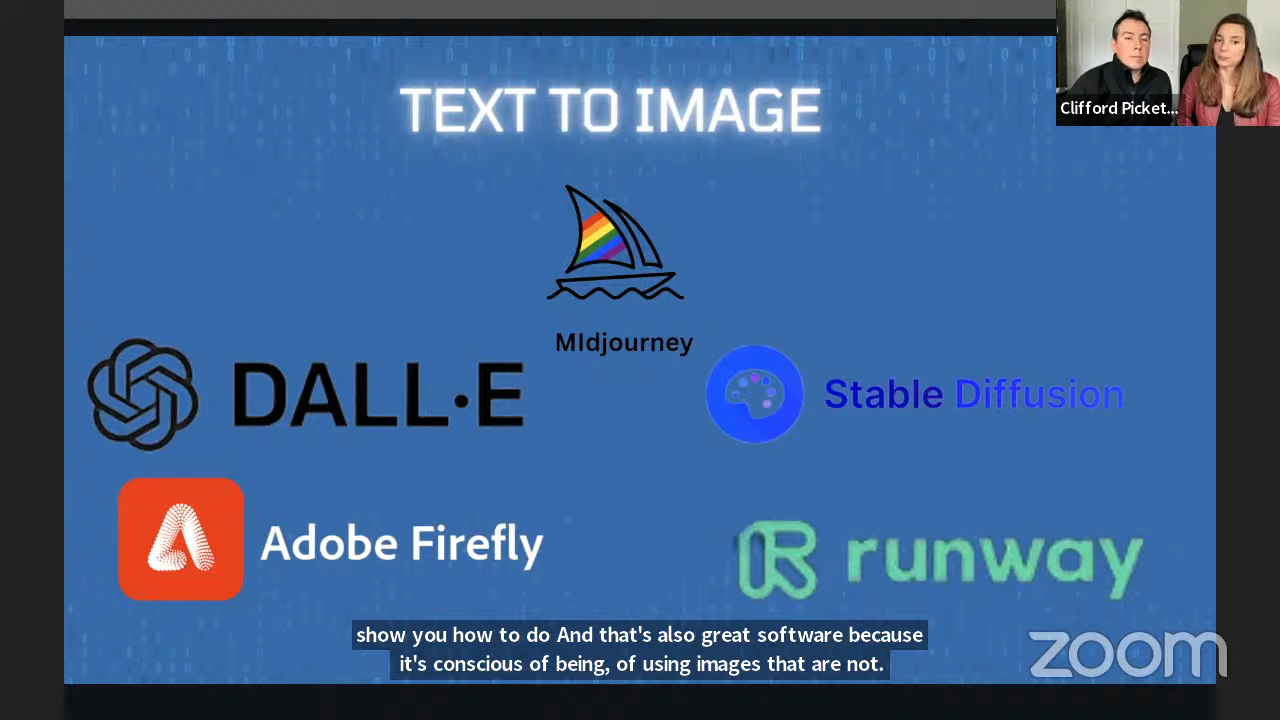 TEXT TO IMAGE
Clifford Picket...
MIdjourney
DALL·E
Stable Diffusion
Adobe Firefly
runway
show you how to do And that's also great software because
it's conscious of being, of using images that are not.
zoom